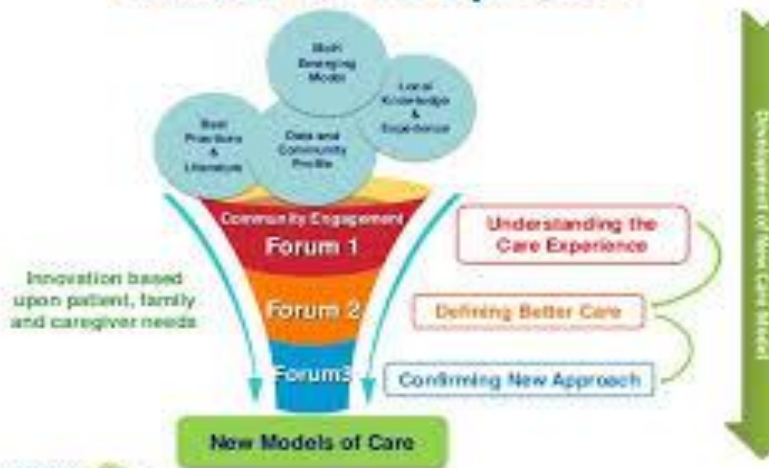 MoH
Emerging
Model
Local
Knowledge
&
Experience
Best
Practices
&
Literature
Data and
Community
Profile
Community Engagement
Forum 1
Understanding the
Care Experience
Innovation based
upon patient, family
and caregiver needs
Forum 2
Defining Better Care
Forum3
Confirming New Approach
New Models of Care
Development of New Care Model